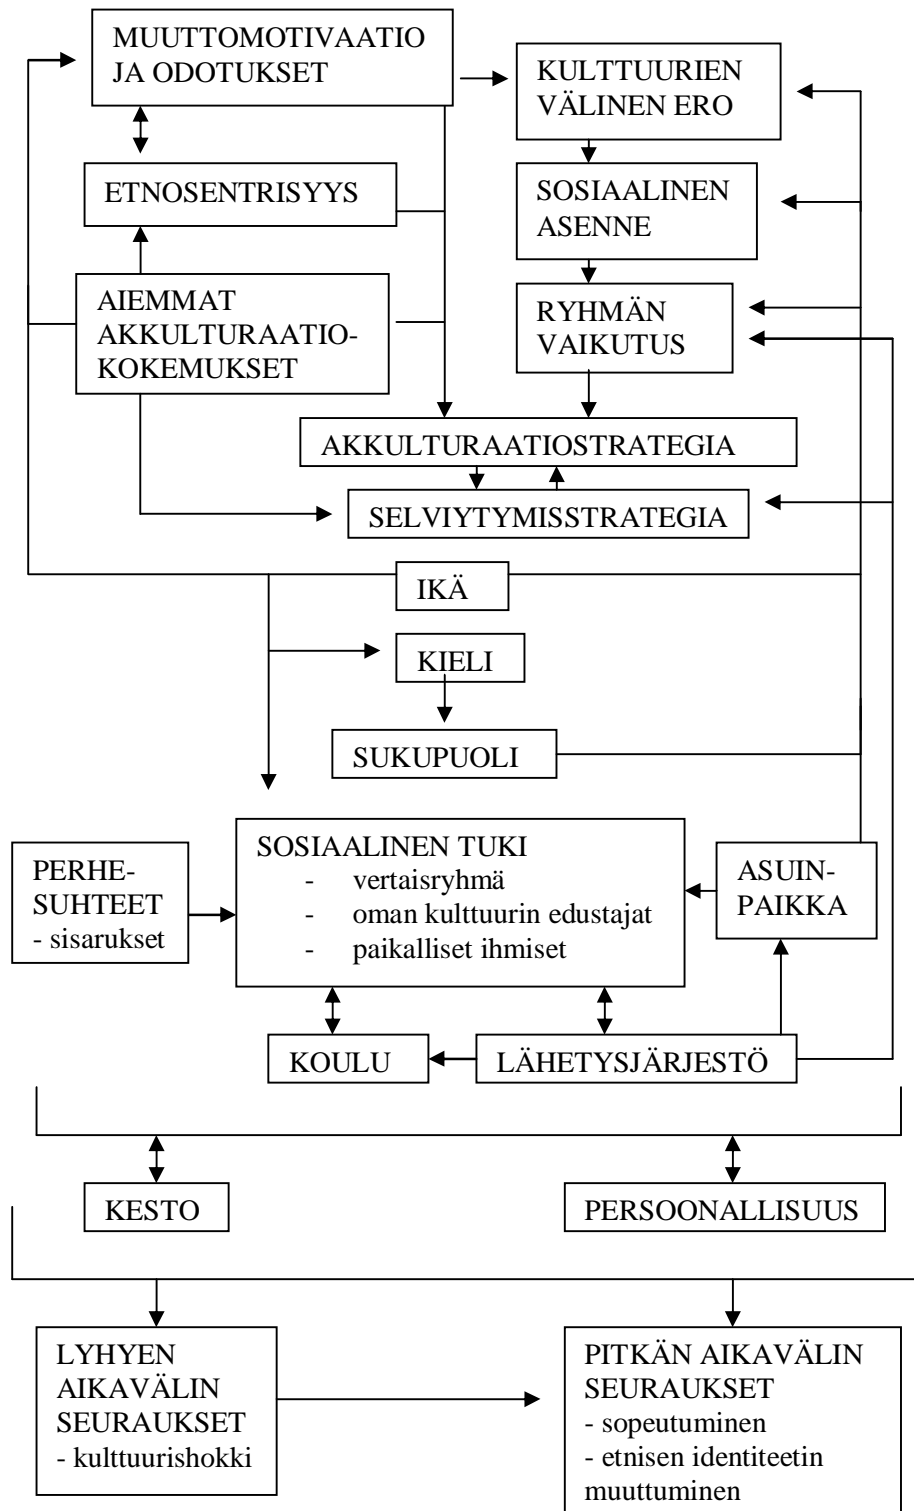 MUUTTOMOTIVAATIO
JA ODOTUKSET
KULTTUURIEN
VÄLINEN ERO
ETNOSENTRISYYS
SOSIAALINEN
ASENNE
AIEMMAT
AKKULTURAATIO-
KOKEMUKSET
RYHMÄN
VAIKUTUS
AKKULTURAATIOSTRATEGIA
SELVIYTYMISSTRATEGIA
IKÄ
KIELI
SUKUPUOLI
PERHE-
SUHTEET
- sisarukset
SOSIAALINEN TUKI
- vertaisryhmä
- oman kulttuurin edustajat
- paikalliset ihmiset
ASUIN-
PAIKKA
KOULU
LÄHETYSJÄRJESTÖ
KESTO
PERSOONALLISUUS
LYHYEN
AIKAVÄLIN
SEURAUKSET
- kulttuurishokki
PITKÄN AIKAVÄLIN
SEURAUKSET
- sopeutuminen
- etnisen identiteetin
muuttuminen